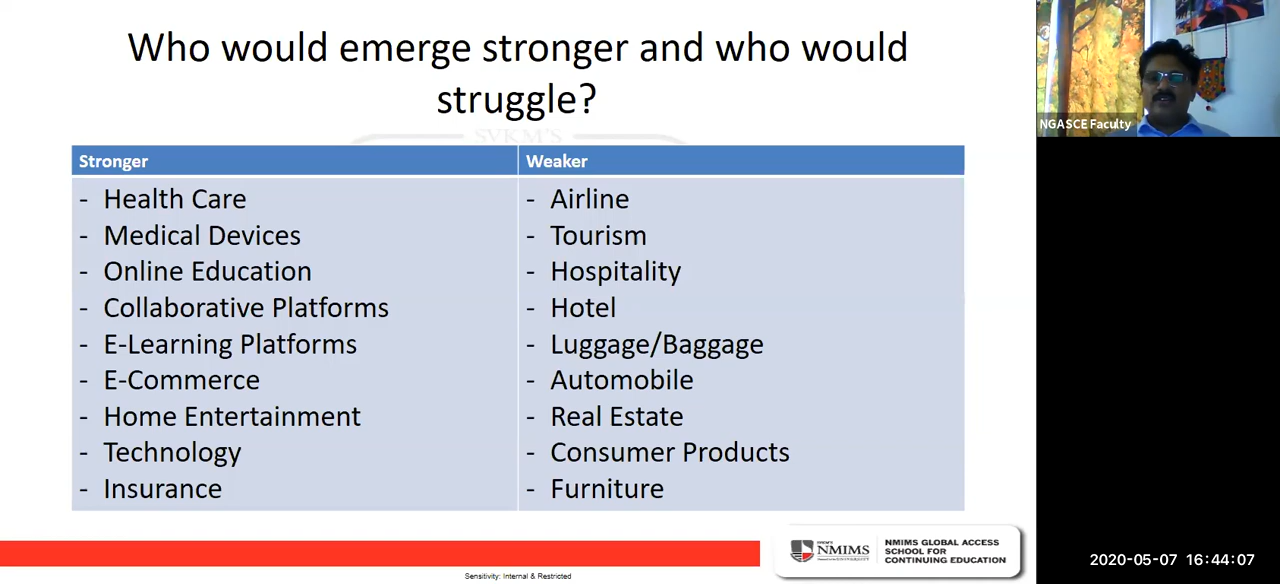 Who would emerge stronger and who would
struggle?
SVKM'S
Stronger
Weaker
- Health Care
- Medical Devices
- Online Education
- Collaborative Platforms
- E-Learning Platforms
- E-Commerce
- Home Entertainment
- Technology
- Insurance
- Airline
- Tourism
- Hospitality
- Hotel
- Luggage/Baggage
- Automobile
- Real Estate
- Consumer Products
- Furniture
NGASCE Faculty
NMIMS
NMIMS GLOBAL ACCESS
SCHOOL FOR
CONTINUING EDUCATION
Sensitivity: Internal & Restricted
2020-05-07 16:44:07